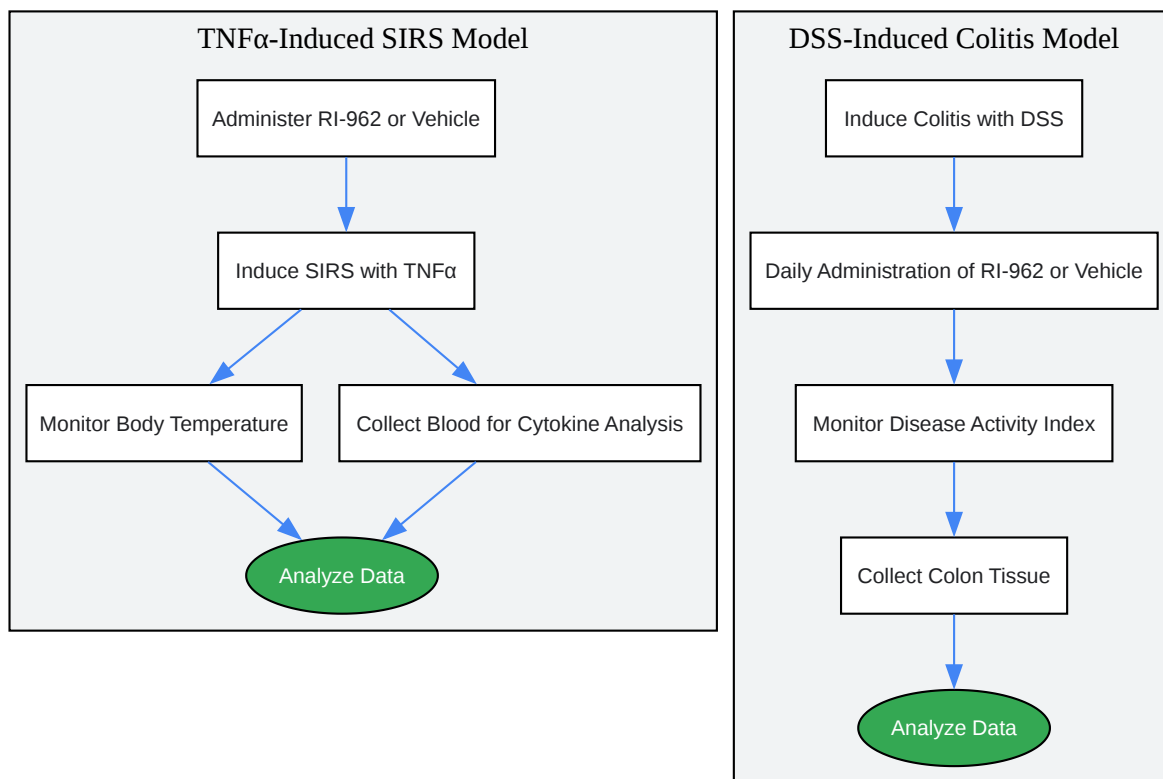 TNFα-Induced SIRS Model
Administer RI-962 or Vehicle
Induce SIRS with TNFα
Monitor Body Temperature
Collect Blood for Cytokine Analysis
Analyze Data
DSS-Induced Colitis Model
Induce Colitis with DSS
Daily Administration of RI-962 or Vehicle
Monitor Disease Activity Index
Collect Colon Tissue
Analyze Data